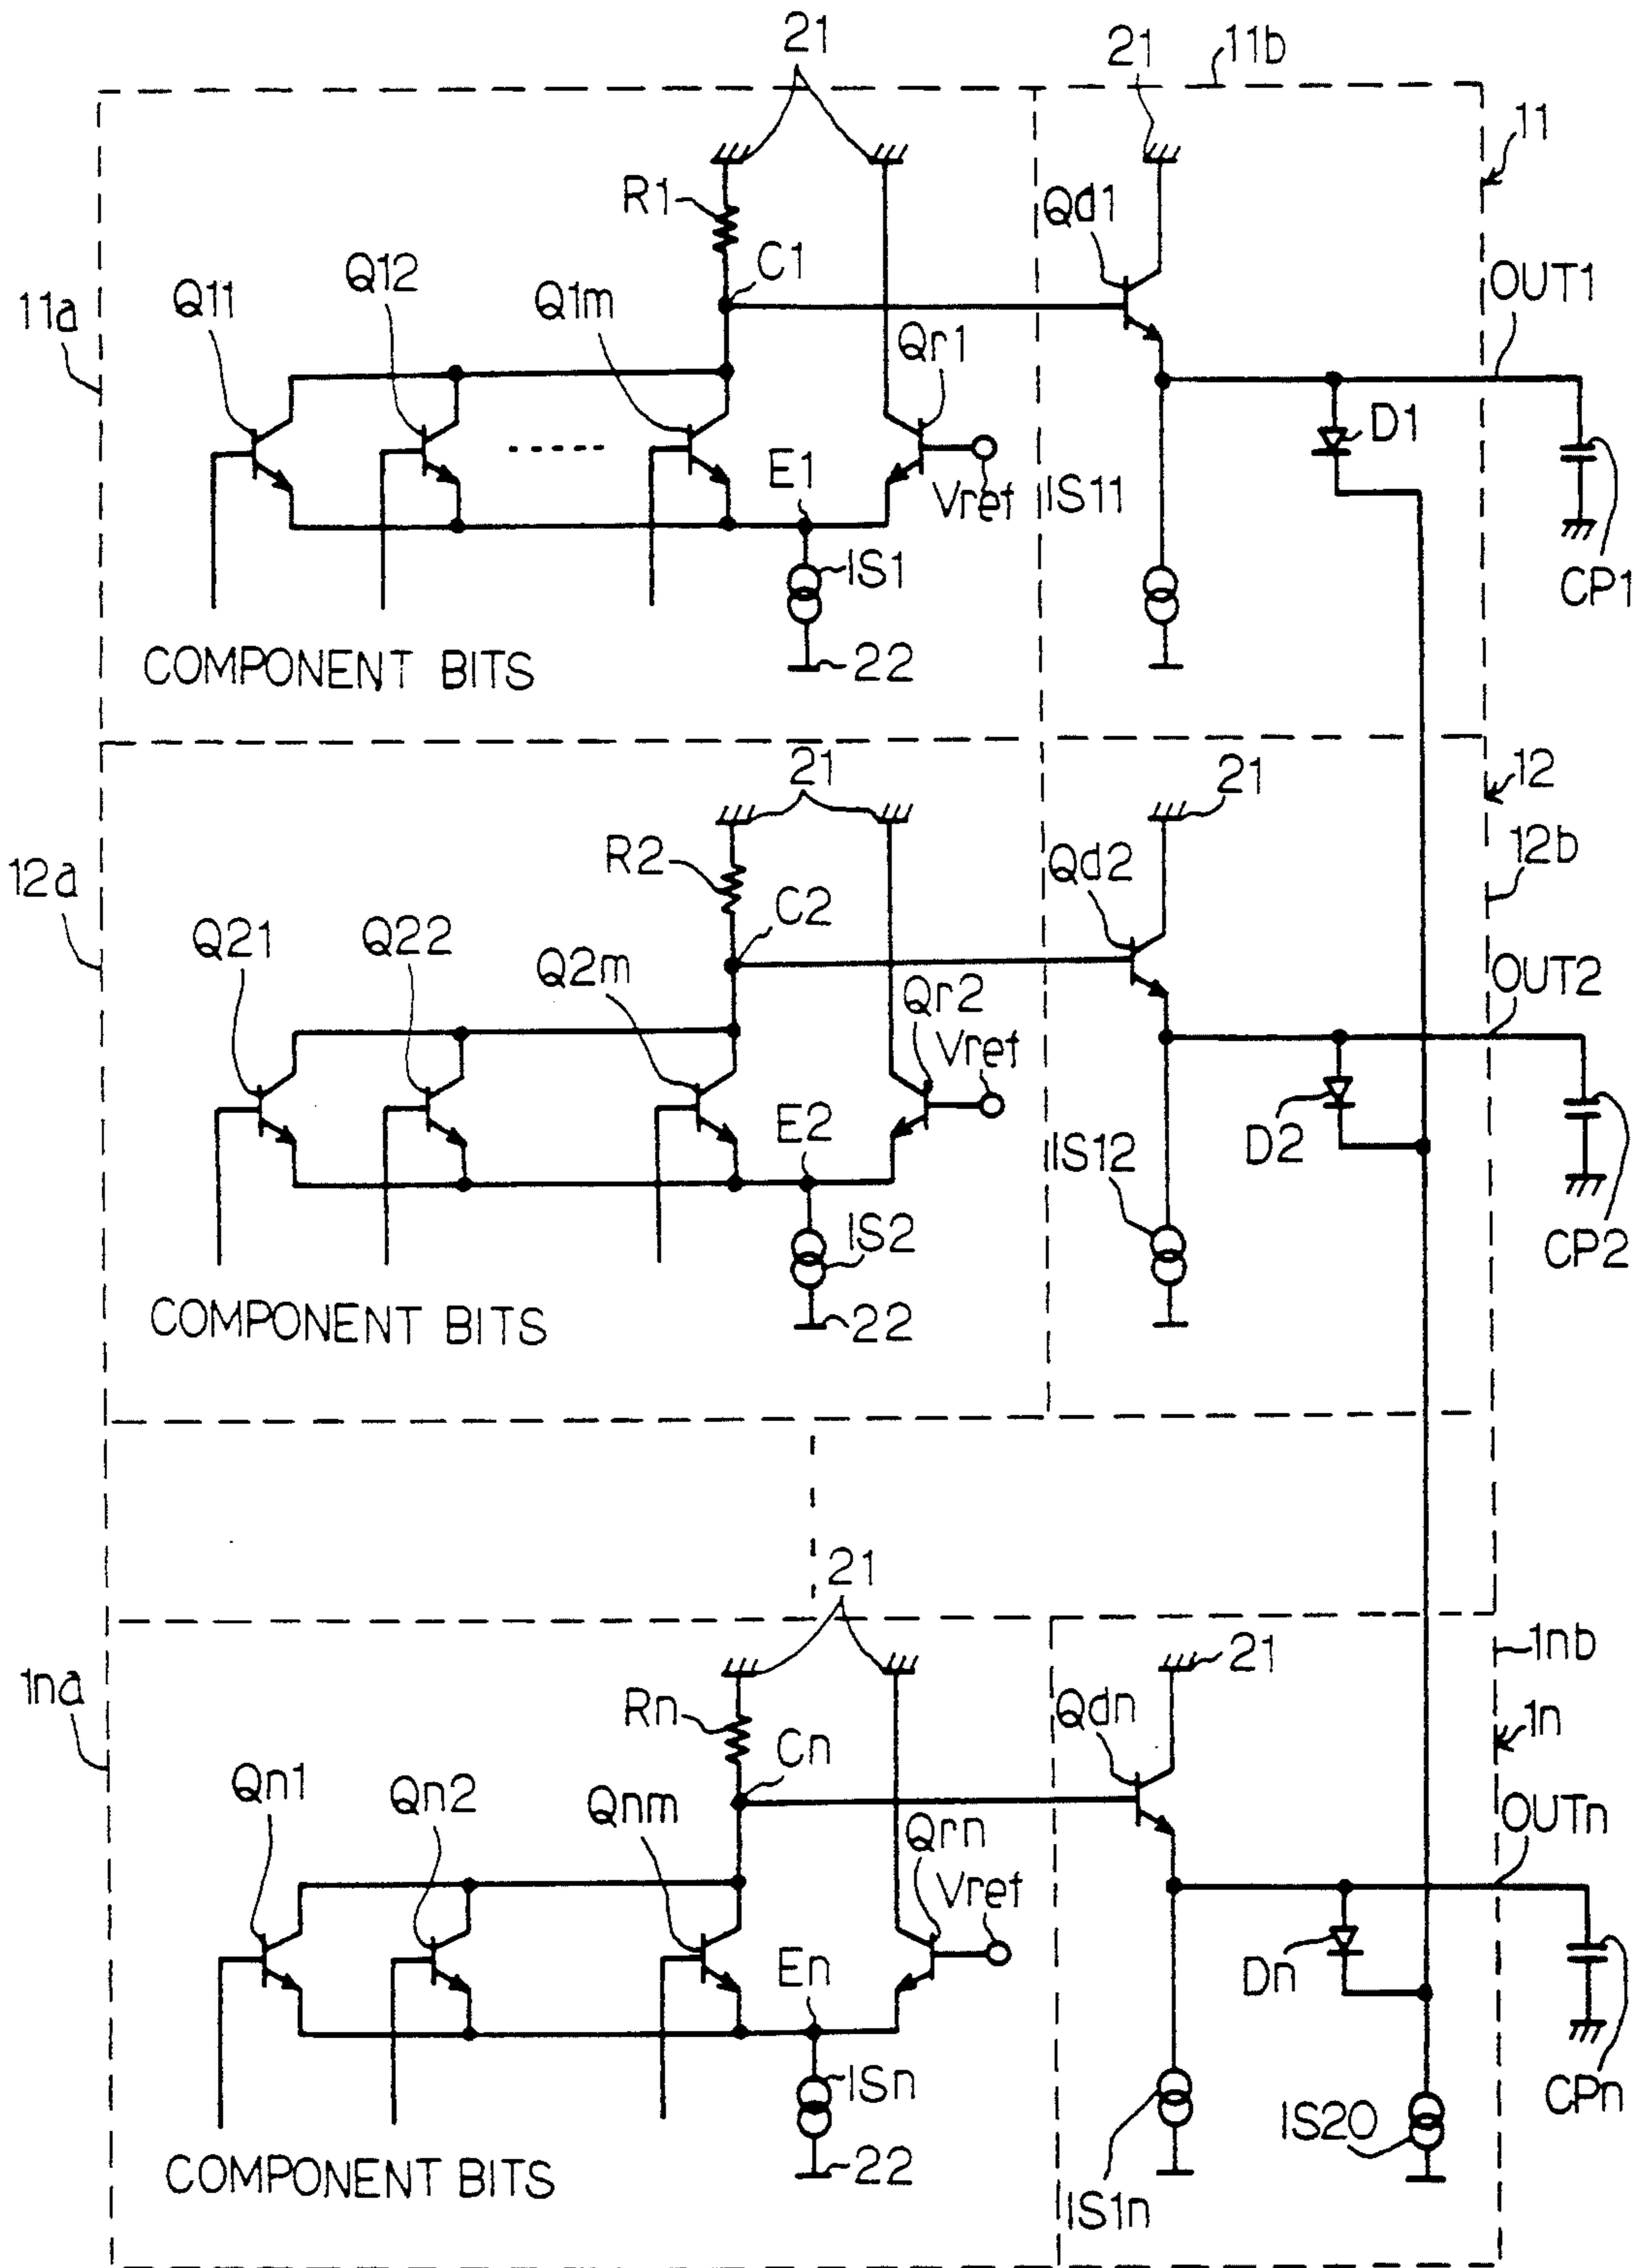 21
21
11b
11
R1
Qd1
C1
OUT1
11a
Q11
Q12
Q1m
Qr1
D1
E1
Vref
IS11
IS1
CP1
22
COMPONENT BITS
21
21
12
12b
R2
Qd2
12a
C2
Q21
Q22
Q2m
Qr2
OUT2
Vref
E2
IS12
D2
IS2
CP2
22
COMPONENT BITS
21
21
1nb
1n
1na
Rn
Qdn
Cn
Qn1
Qn2
Qnm
Qrn
OUTn
Vref
En
Dn
ISn
IS20
CPn
22
COMPONENT BITS
IS1n